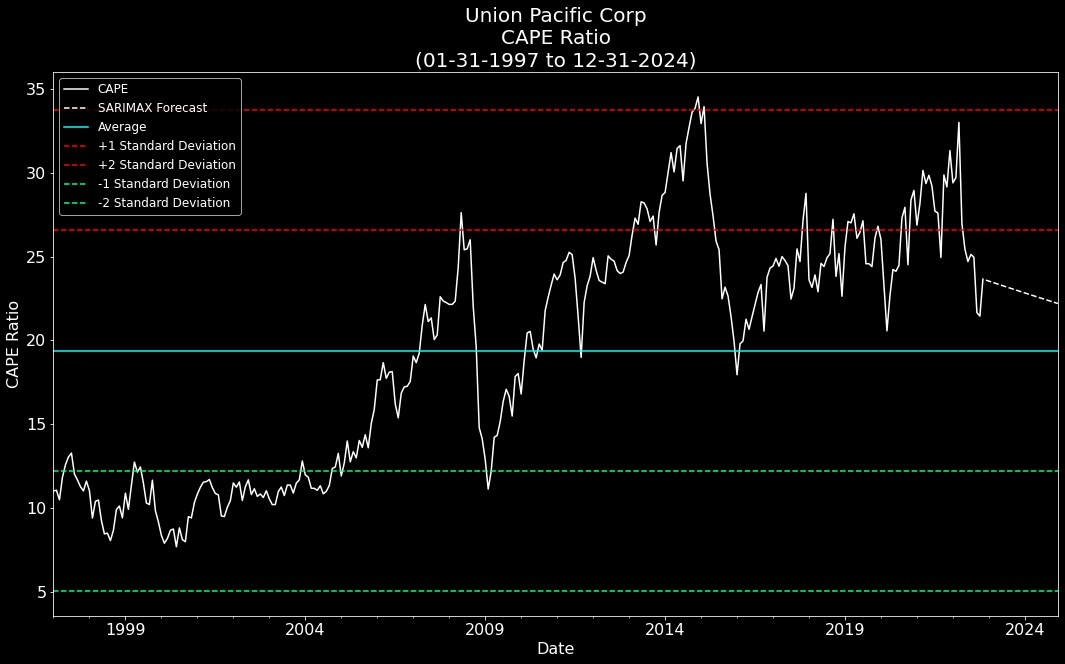 Union Pacific Corp
CAPE Ratio
(01-31-1997 to 12-31-2024)
CAPE
SARIMAX Forecast
Average
+1 Standard Deviation
+2 Standard Deviation
-1 Standard Deviation
-2 Standard Deviation
CAPE Ratio
35
30
25
20
15
10
5
1999
2004
2009
2014
2019
2024
Date